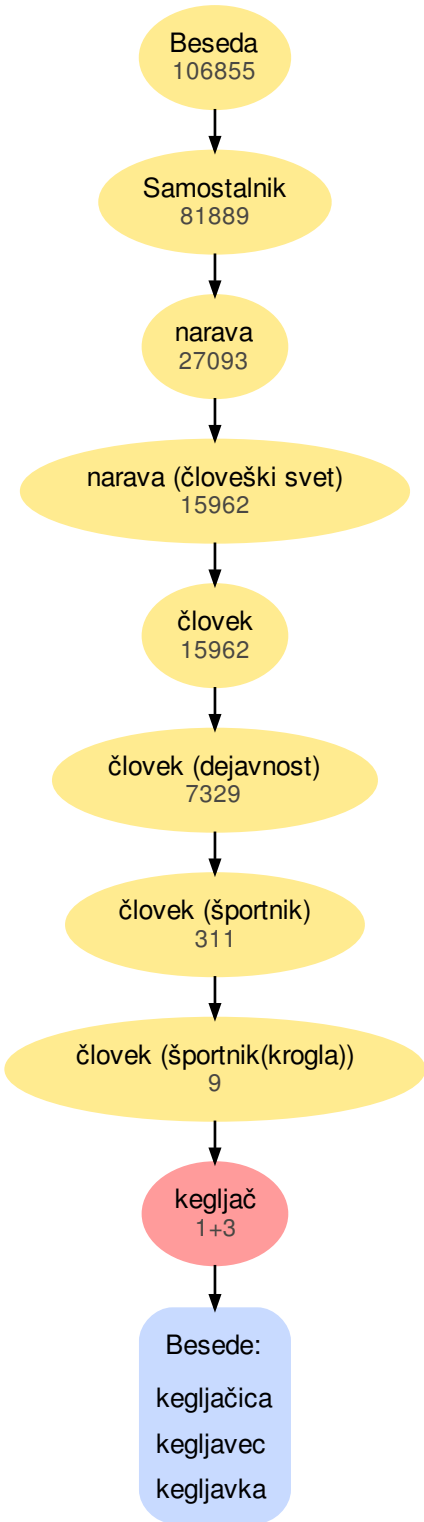 Beseda
106855
Samostalnik
81889
narava
27093
narava (človeški svet)
15962
človek
15962
človek (dejavnost)
7329
človek (športnik)
311
človek (športnik(krogla))
9
kegljač
1+3
Besede:
kegljačica
kegljavec
kegljavka